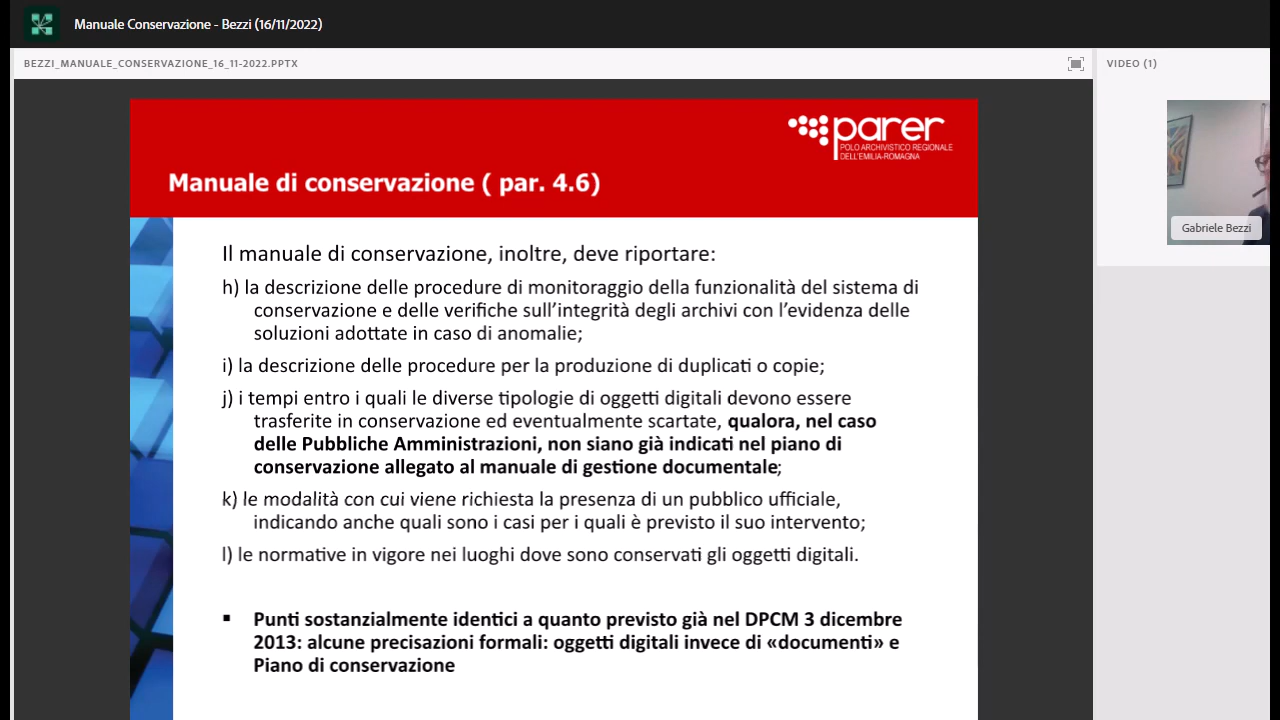 Manuale Conservazione - Bezzi (16/11/2022)
BEZZI_MANUALE_CONSERVAZIONE_16_11-2022.PPTX
VIDEO (1)
parer
POLO ARCHIVISTICO REGIONALE
DELL'EMILIA-ROMAGNA
Manuale di conservazione ( par. 4.6)
Gabriele Bezzi
Il manuale di conservazione, inoltre, deve riportare:
h) la descrizione delle procedure di monitoraggio della funzionalità del sistema di
conservazione e delle verifiche sull'integrità degli archivi con l'evidenza delle
soluzioni adottate in caso di anomalie;
i) la descrizione delle procedure per la produzione di duplicati o copie;
j) i tempi entro i quali le diverse tipologie di oggetti digitali devono essere
trasferite in conservazione ed eventualmente scartate, qualora, nel caso
delle Pubbliche Amministrazioni, non siano già indicati nel piano di
conservazione allegato al manuale di gestione documentale;
k) le modalità con cui viene richiesta la presenza di un pubblico ufficiale,
indicando anche quali sono i casi per i quali è previsto il suo intervento;
l) le normative in vigore nei luoghi dove sono conservati gli oggetti digitali.
▪ Punti sostanzialmente identici a quanto previsto già nel DPCM 3 dicembre
2013: alcune precisazioni formali: oggetti digitali invece di «documenti» e
Piano di conservazione